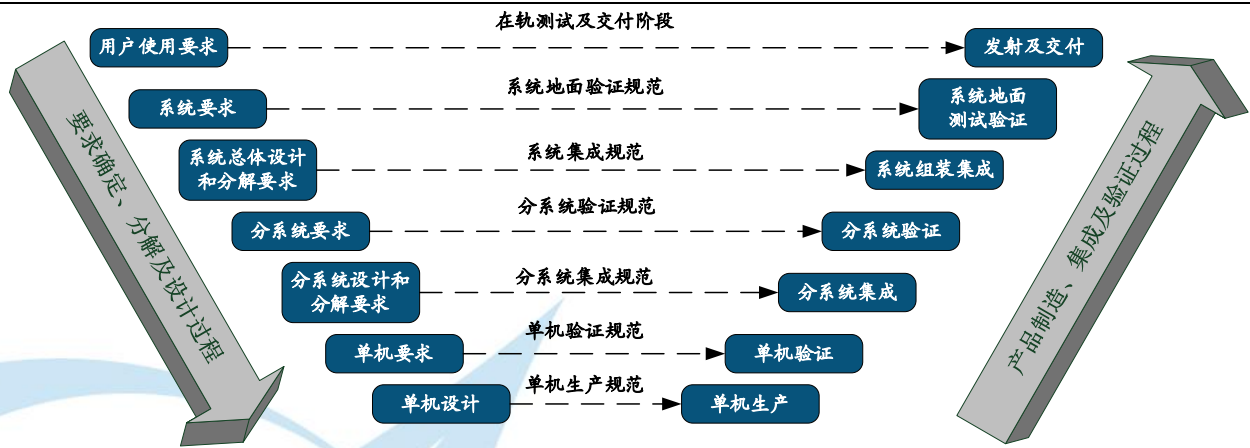 在轨测试及交付阶段
用户使用要求
发射及交付
系统地面验证规范
系统要求
系统地面
测试验证
系统集成规范
系统总体设计
和分解要求
系统组装集成
分系统验证规范
分系统要求
分系统验证
分系统集成规范
分系统设计和
分解要求
分系统集成
单机验证规范
单机要求
单机验证
单机生产规范
单机设计
单机生产
要求确定、分解及设计过程
产品制造、集成及验证过程